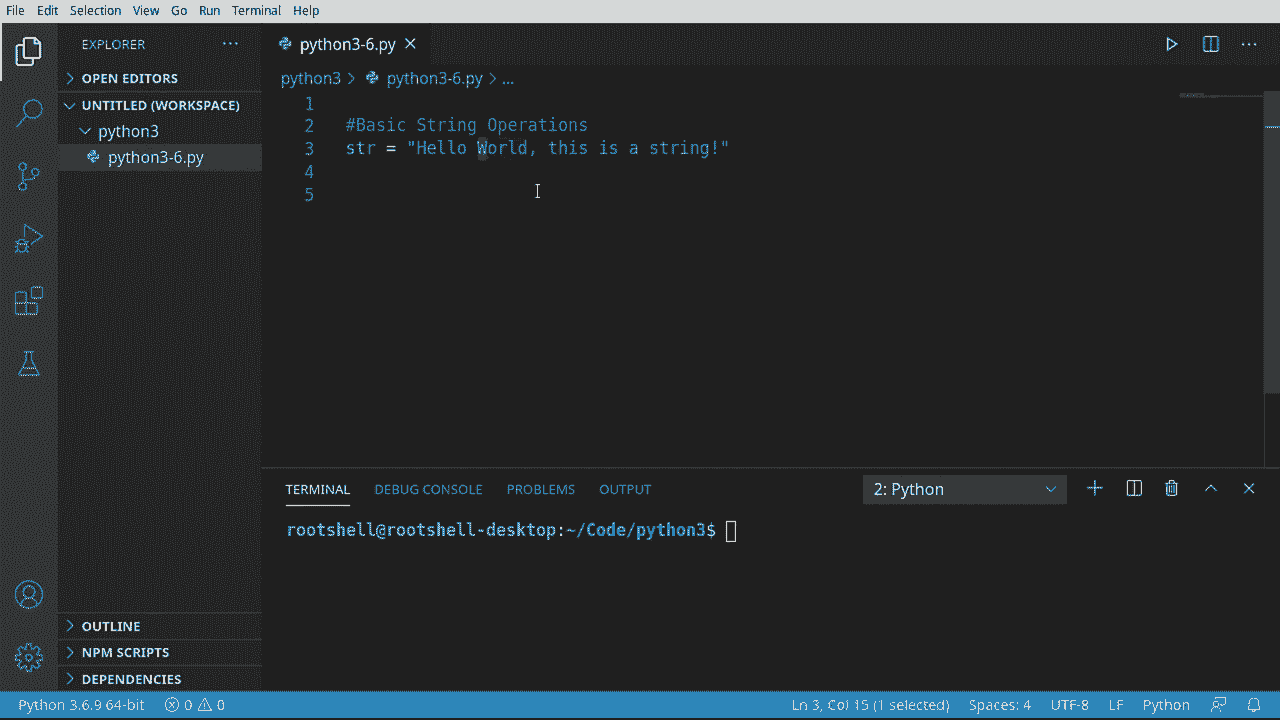 File Edit Selection View Go Run Terminal Help
EXPLORER ...
python3-6.py
OPEN EDITORS
python3 > python3-6.py > ...
UNTITLED (WORKSPACE)
python3
python3-6.py
1
2 #Basic String Operations
3 str = "Hello World, this is a string!"
4
5
TERMINAL DEBUG CONSOLE PROBLEMS OUTPUT 2: Python
rootshell@rootshell-desktop:~/Code/python3$
OUTLINE
NPM SCRIPTS
DEPENDENCIES
Python 3.6.9 64-bit 0 0 Ln 3, Col 15 (1 selected) Spaces: 4 UTF-8 LF Python